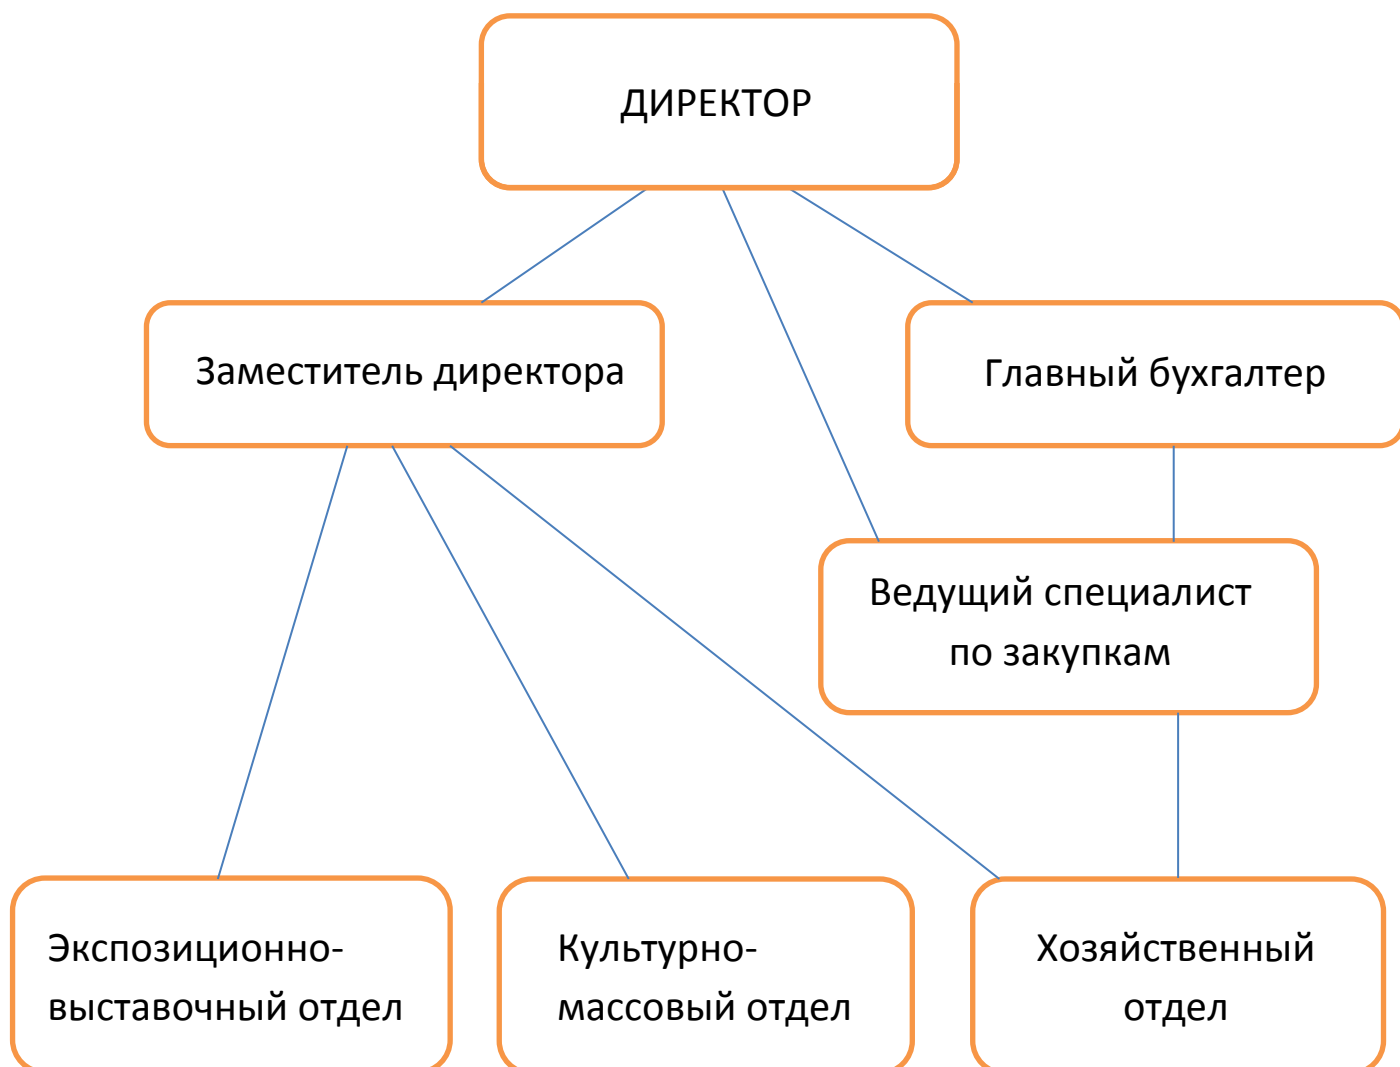 ДИРЕКТОР
Заместитель директора
Главный бухгалтер
Ведущий специалист
по закупкам
Экспозиционно-
выставочный отдел
Культурно-
массовый отдел
Хозяйственный
отдел